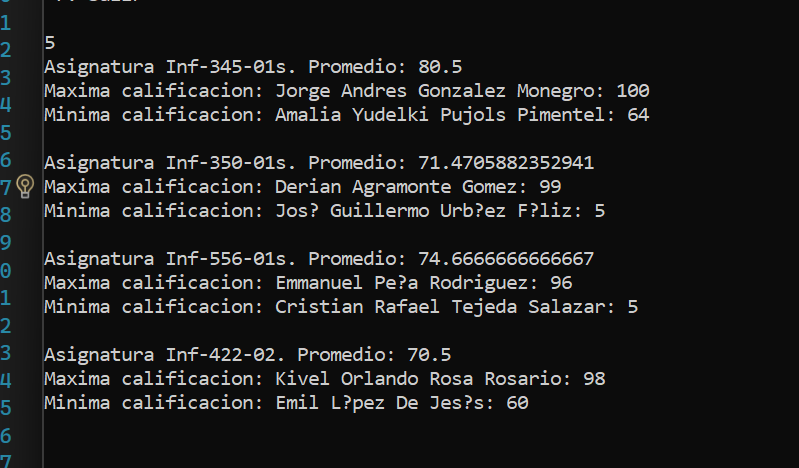 5
Asignatura Inf-345-01s. Promedio: 80.5
Maxima calificacion: Jorge Andres Gonzalez Monegro: 100
Minima calificacion: Amalia Yudelki Pujols Pimentel: 64
Asignatura Inf-350-01s. Promedio: 71.4705882352941
Maxima calificacion: Derian Agramonte Gomez: 99
Minima calificacion: Jos? Guillermo Urb?ez F?liz: 5
Asignatura Inf-556-01s. Promedio: 74.6666666666667
Maxima calificacion: Emmanuel Pe?a Rodriguez: 96
Minima calificacion: Cristian Rafael Tejeda Salazar: 5
Asignatura Inf-422-02. Promedio: 70.5
Maxima calificacion: Kivel Orlando Rosa Rosario: 98
Minima calificacion: Emil L?pez De Jes?s: 60